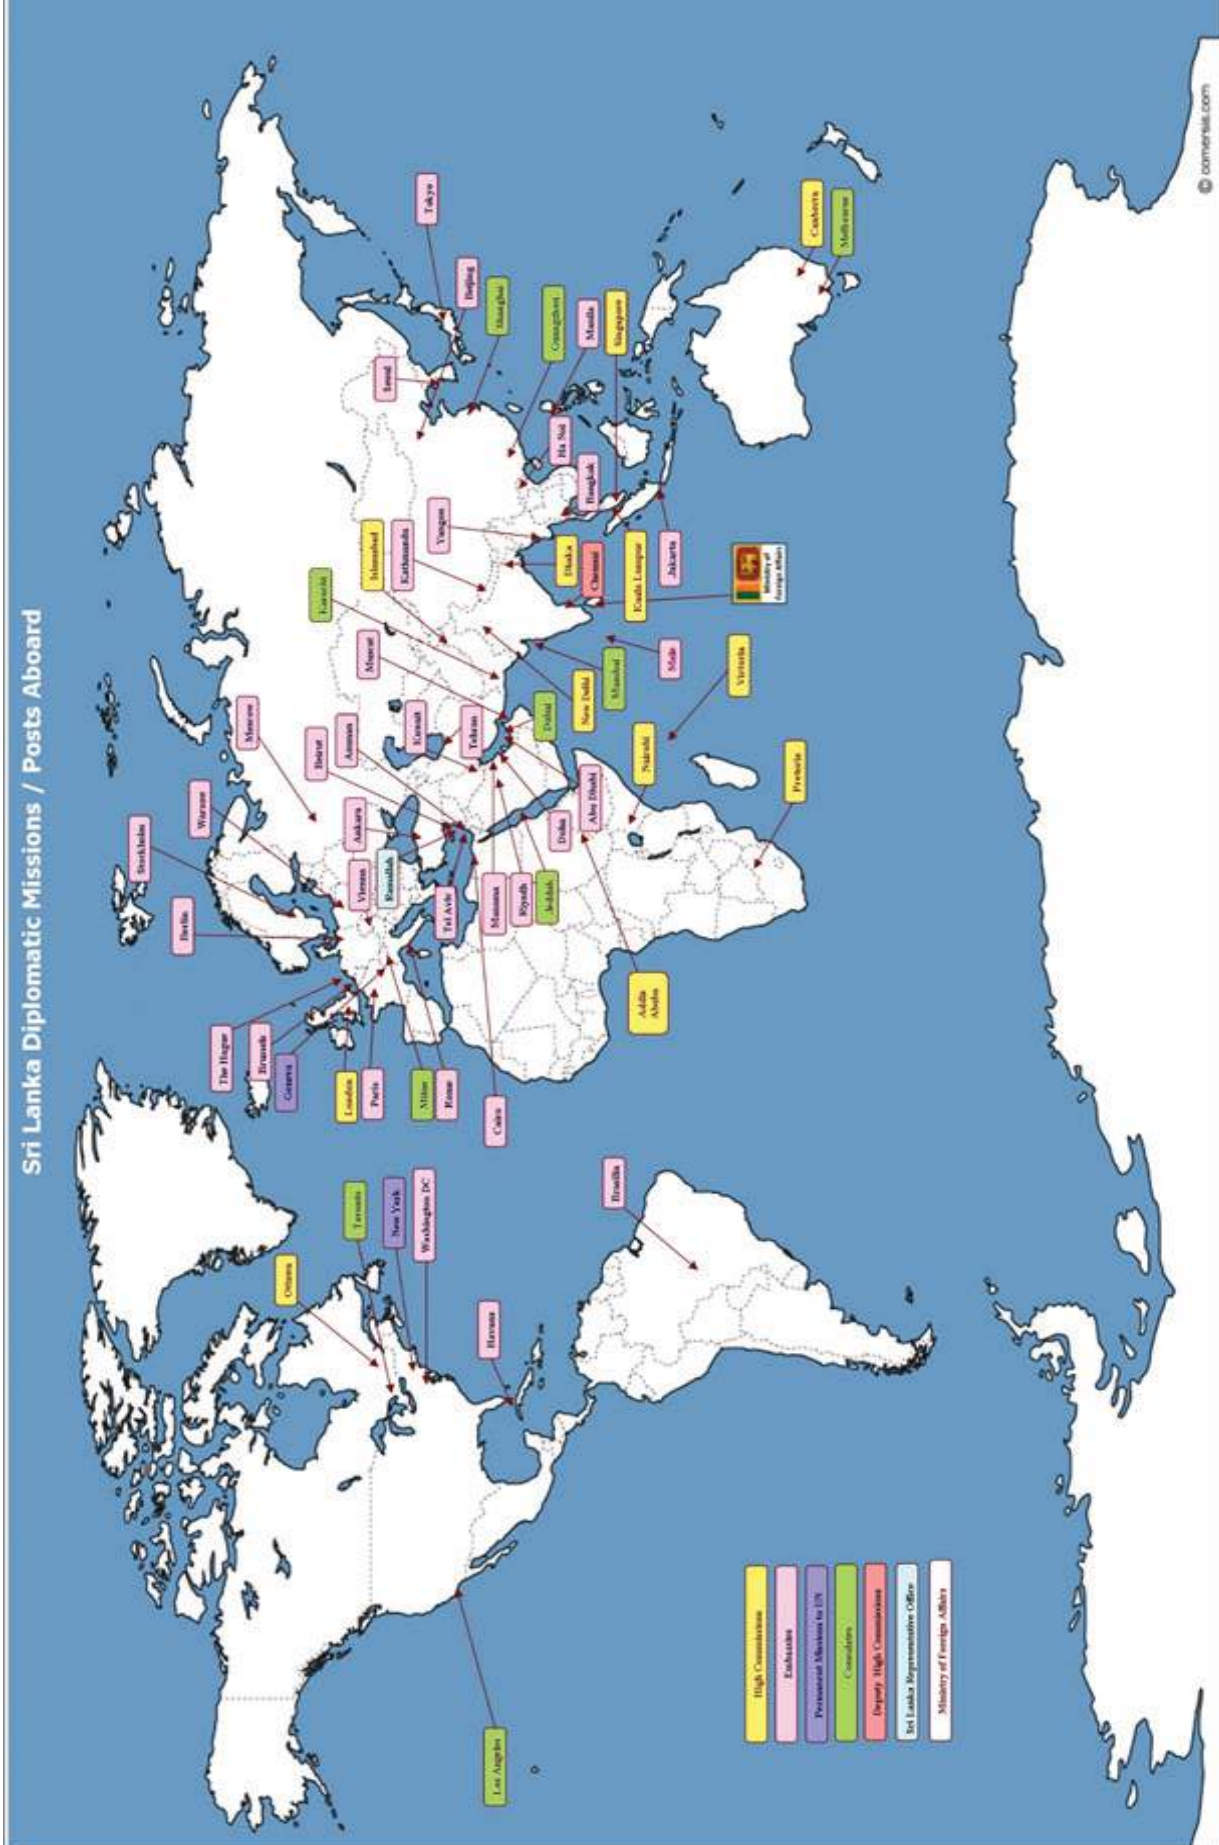 Sri Lanka Diplomatic Missions / Posts Aboard
Stockholm
Warsaw
Berlin
Moscow
The Hague
Brussels
Geneva
London
Paris
Milan
Rome
Cairo
Vienna
Ankara
Ramallah
Tel Aviv
Beirut
Amman
Kuwait
Tehran
Muscat
Karachi
Islamabad
Kathmandu
Yangon
Seoul
Tokyo
Beijing
Shanghai
Guangzhou
Manila
Singapore
Ha Noi
Bangkok
Dhaka
Chennai
Kuala Lumpur
Jakarta
Ministry of
Foreign Affairs
Male
Mumbai
New Delhi
Victoria
Dubai
Abu Dhabi
Doha
Manama
Riyadh
Jeddah
Nairobi
Pretoria
Addis
Ababa
Canberra
Melbourne
Ottawa
Toronto
New York
Washington DC
Havana
Brasilia
Los Angeles
High Commissions
Embassies
Permanent Missions to UN
Consulates
Deputy High Commissions
Sri Lanka Representative Office
Ministry of Foreign Affairs
© comersis.com